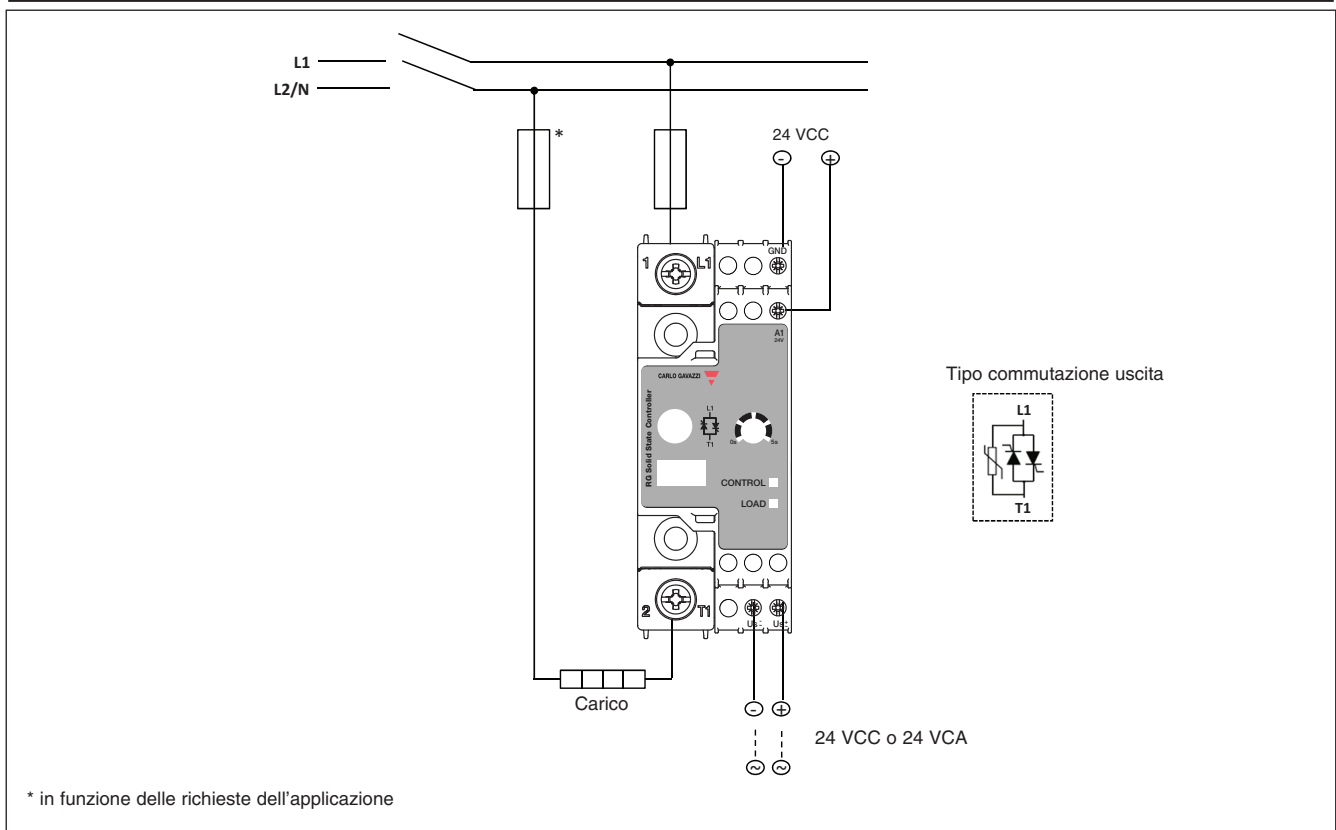 L1
L2/N
*
24 VCC
-
+
GND
1
L1
A1
24V
CARLO GAVAZZI
RG Solid State Controller
L1
T1
0s
5s
CONTROL
LOAD
Tipo commutazione uscita
L1
T1
2
T1
Us -~
Us +~
Carico
-
+
24 VCC o 24 VCA
~
~
* in funzione delle richieste dell'applicazione